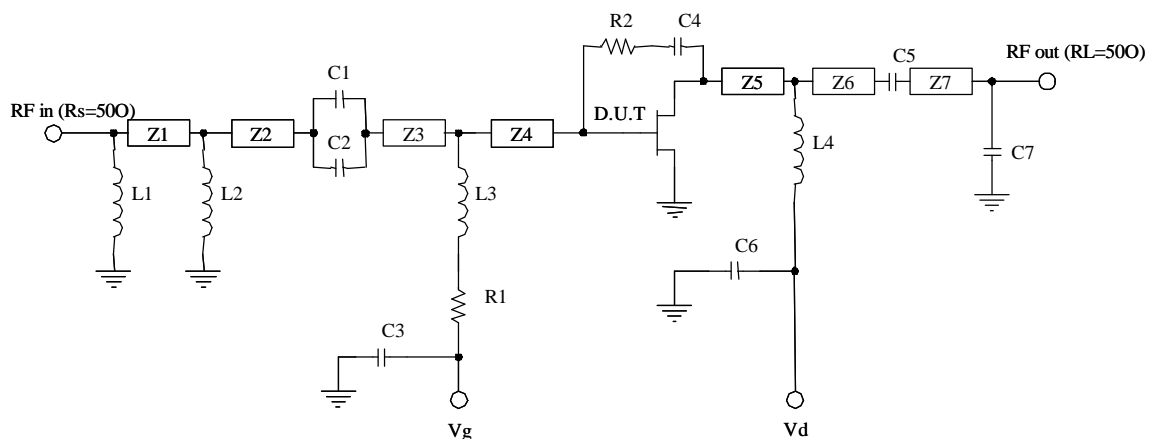 R2
C4
RF out (RL=50O)
C5
C1
Z5
Z6
Z7
RF in (Rs=50O)
D.U.T
Z1
Z2
C2
Z3
Z4
L4
C7
L1
L2
L3
C6
R1
C3
Vg
Vd